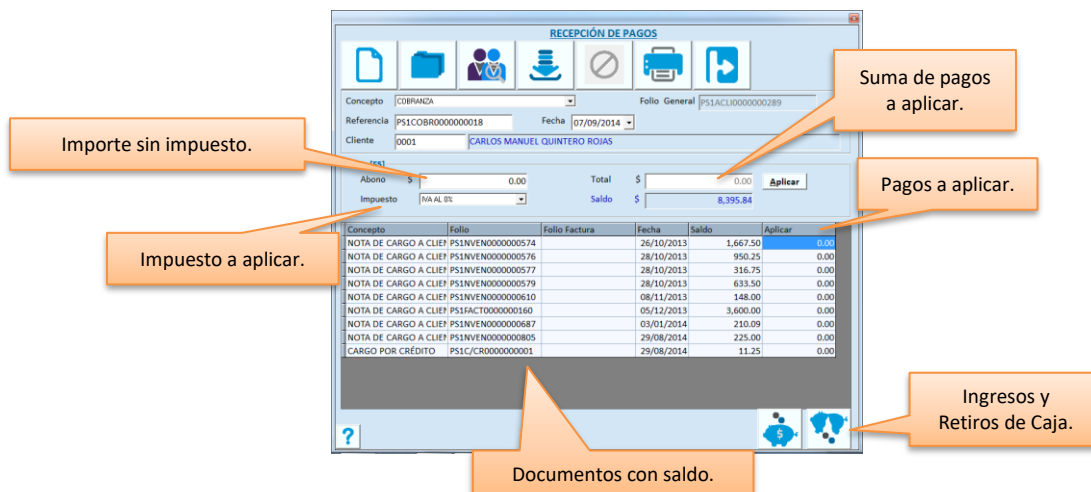 RECEPCIÓN DE PAGOS
Suma de pagos
a aplicar.
Concepto COBRANZA Folio General PS1ACLI0000000289
Referencia PS1COBR0000000018 Fecha 07/09/2014
Cliente 0001 CARLOS MANUEL QUINTERO ROJAS
Importe sin impuesto.
Abono $ 0.00 Total $ 0.00 Aplicar
Impuesto IVA AL 0% Saldo $ 8,395.84
Pagos a aplicar.
Impuesto a aplicar.
Concepto Folio Folio Factura Fecha Saldo Aplicar
NOTA DE CARGO A CLIEN PS1NVEN0000000574 26/10/2013 1,667.50 0.00
NOTA DE CARGO A CLIEN PS1NVEN0000000576 28/10/2013 950.25 0.00
NOTA DE CARGO A CLIEN PS1NVEN0000000577 28/10/2013 316.75 0.00
NOTA DE CARGO A CLIEN PS1NVEN0000000579 28/10/2013 633.50 0.00
NOTA DE CARGO A CLIEN PS1NVEN0000000610 08/11/2013 148.00 0.00
NOTA DE CARGO A CLIEN PS1FACT0000000160 05/12/2013 3,600.00 0.00
NOTA DE CARGO A CLIEN PS1NVEN0000000687 03/01/2014 210.09 0.00
NOTA DE CARGO A CLIEN PS1NVEN0000000805 29/08/2014 225.00 0.00
CARGO POR CRÉDITO PS1C/CR0000000001 29/08/2014 11.25 0.00
Ingresos y
Retiros de Caja.
?
$
Documentos con saldo.